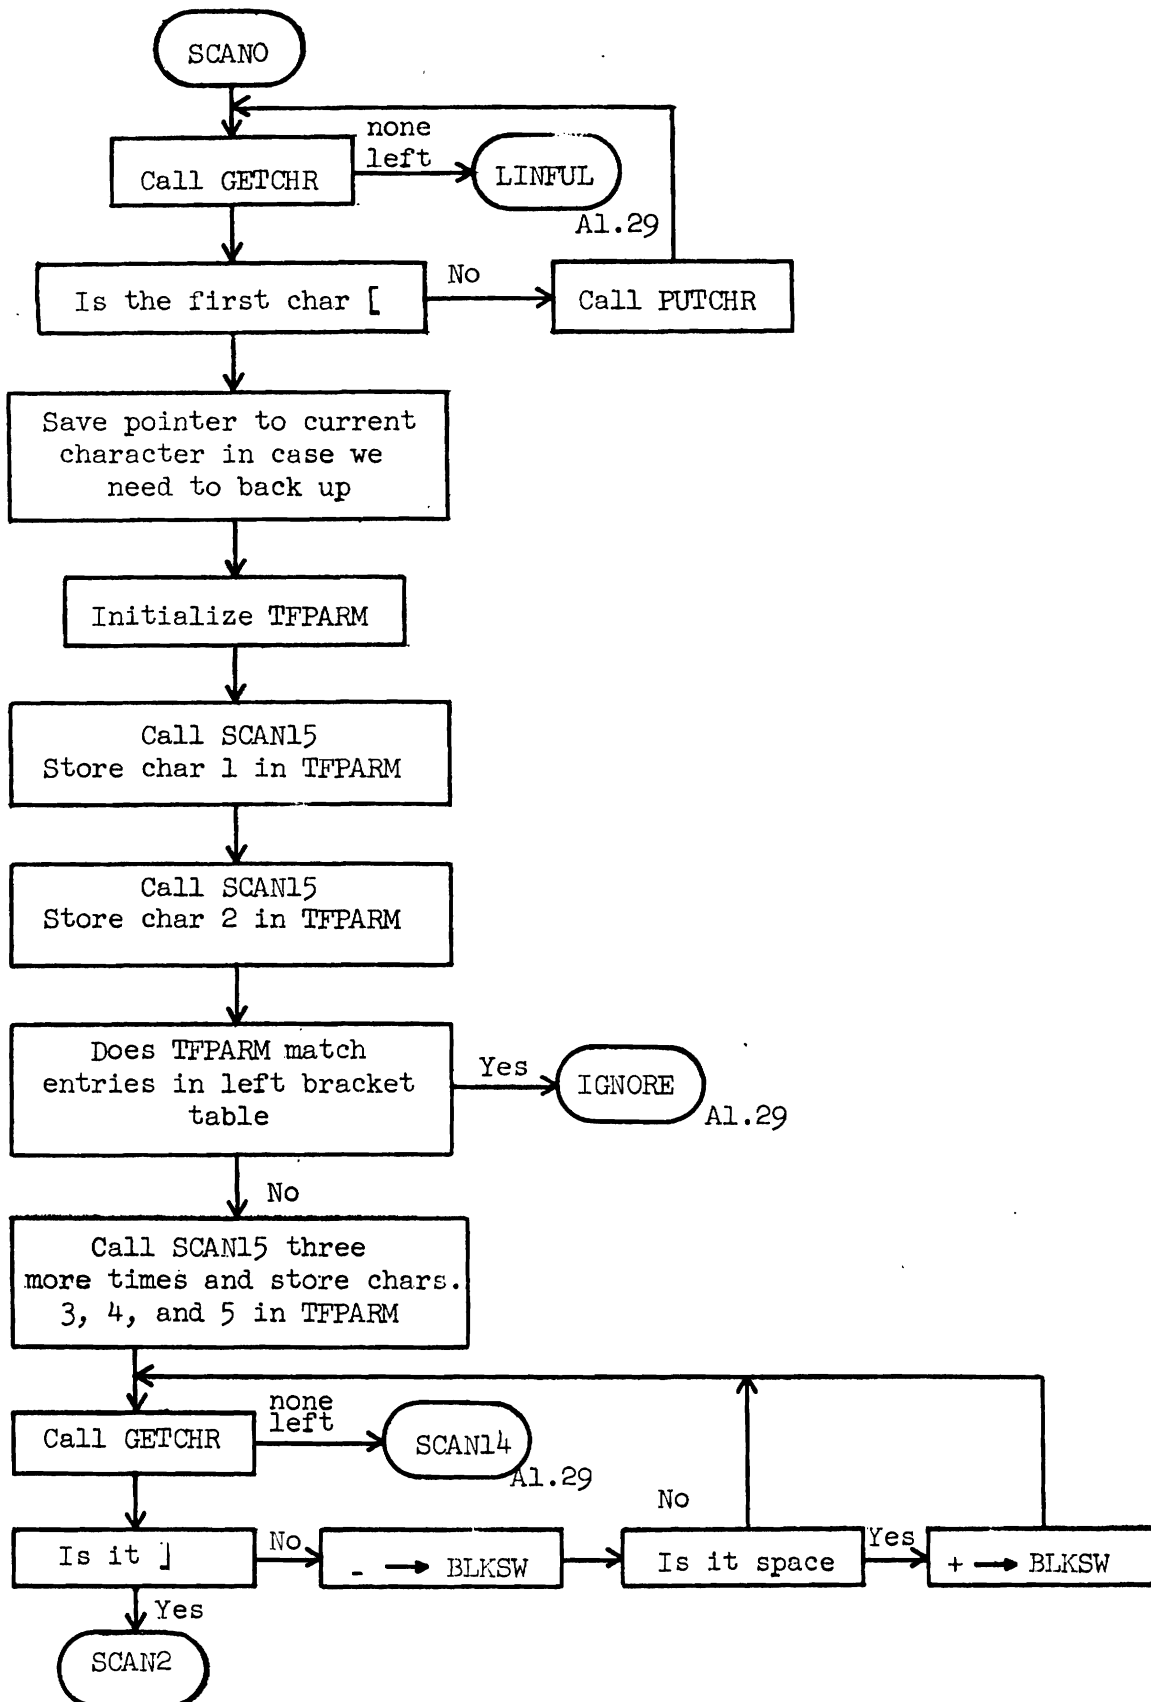 SCAN0
none
left
Call GETCHR
LINFUL
A1.29
Is the first char [
No
Call PUTCHR
Save pointer to current
character in case we
need to back up
Initialize TFPARM
Call SCAN15
Store char 1 in TFPARM
Call SCAN15
Store char 2 in TFPARM
Does TFPARM match
entries in left bracket
table
Yes
IGNORE
A1.29
No
Call SCAN15 three
more times and store chars.
3, 4, and 5 in TFPARM
none
left
Call GETCHR
SCAN14
A1.29
No
Is it ]
No
- → BLKSW
Is it space
Yes
+ → BLKSW
Yes
SCAN2